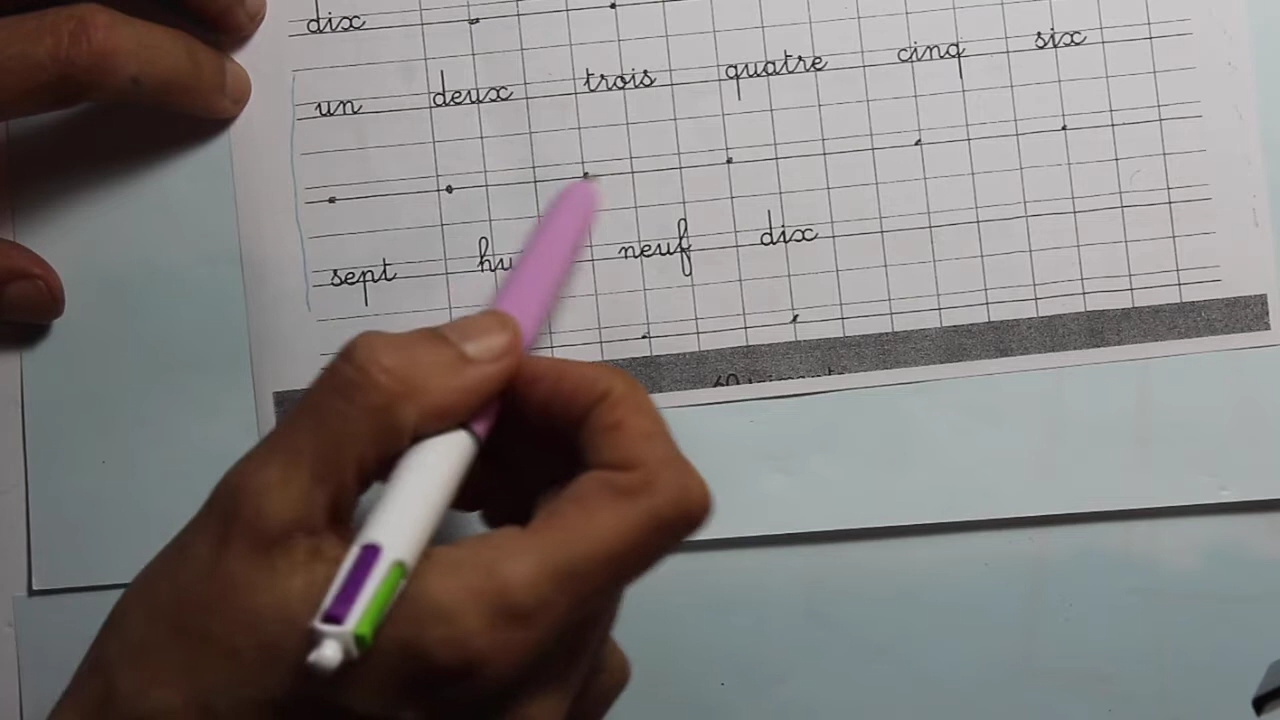 dix
un deux trois quatre cinq six
sept neuf dix